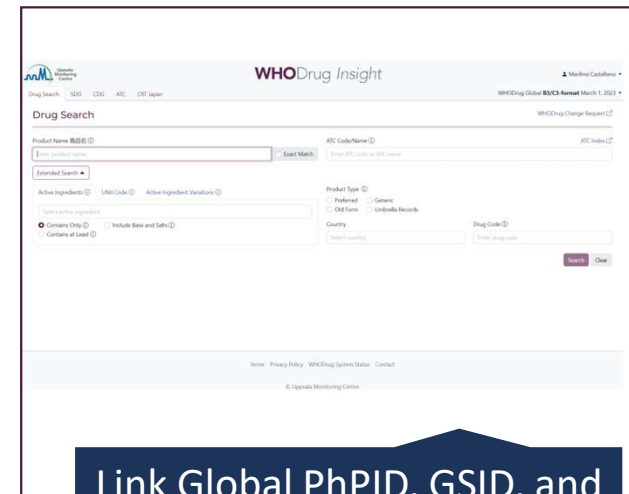 Uppsala
Monitoring
Centre
WHODrug Insight
Marilina Castellano
Drug Search SDG CDG ATC CRT Japan
WHODrug Global B3/C3-format March 1, 2023
Drug Search
WHODrug Change Request
Product Name 商品名
ATC Code/Name
ATC Index
Enter product name
Exact Match
Enter ATC code or ATC name
Extended Search
Active Ingredients UNII Code Active Ingredient Variations
Product Type
Select active ingredient
Preferred Generic
Old Form Umbrella Records
Contains Only Include Base and Salts
Contains at Least
Country
Drug Code
Select country
Enter drug code
Search Clear
Terms Privacy Policy WHODrug System Status Contact
© Uppsala Monitoring Centre
Link Global PhPID, GSID, and